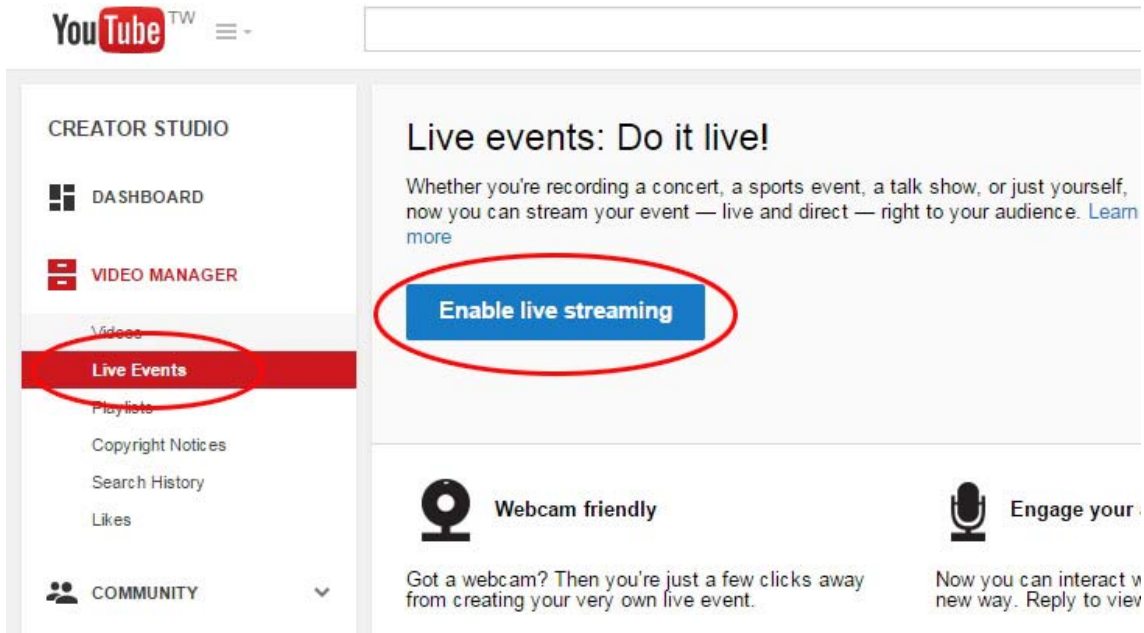 YouTube TW
CREATOR STUDIO
DASHBOARD
VIDEO MANAGER
Videos
Live Events
Playlists
Copyright Notices
Search History
Likes
COMMUNITY
Live events: Do it live!
Whether you're recording a concert, a sports event, a talk show, or just yourself,
now you can stream your event — live and direct — right to your audience. Learn
more
Enable live streaming
Webcam friendly
Got a webcam? Then you're just a few clicks away
from creating your very own live event.
Engage your
Now you can interact
new way. Reply to